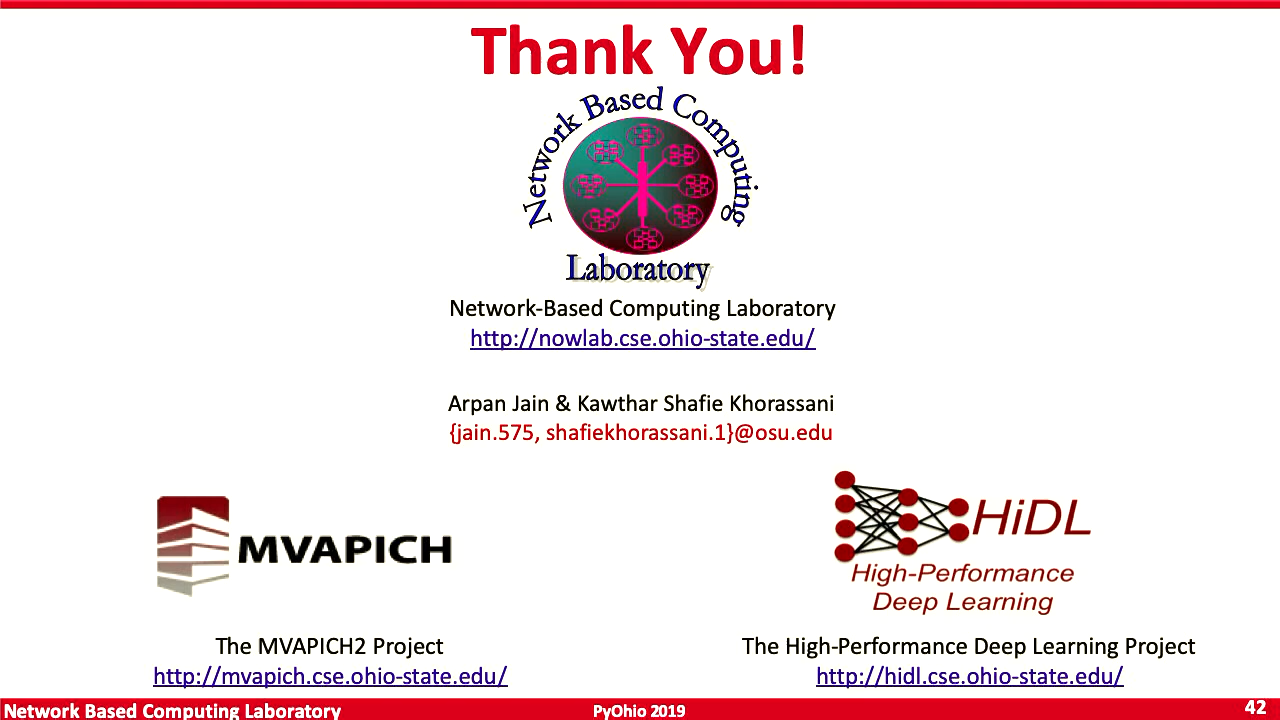 Thank You!
Network Based Computing
Laboratory
Network-Based Computing Laboratory
http://nowlab.cse.ohio-state.edu/
Arpan Jain & Kawthar Shafie Khorassani
{jain.575, shafiekhorassani.1}@osu.edu
MVAPICH
HiDL
High-Performance
Deep Learning
The MVAPICH2 Project
http://mvapich.cse.ohio-state.edu/
The High-Performance Deep Learning Project
http://hidl.cse.ohio-state.edu/
Network Based Computing Laboratory
PyOhio 2019
42